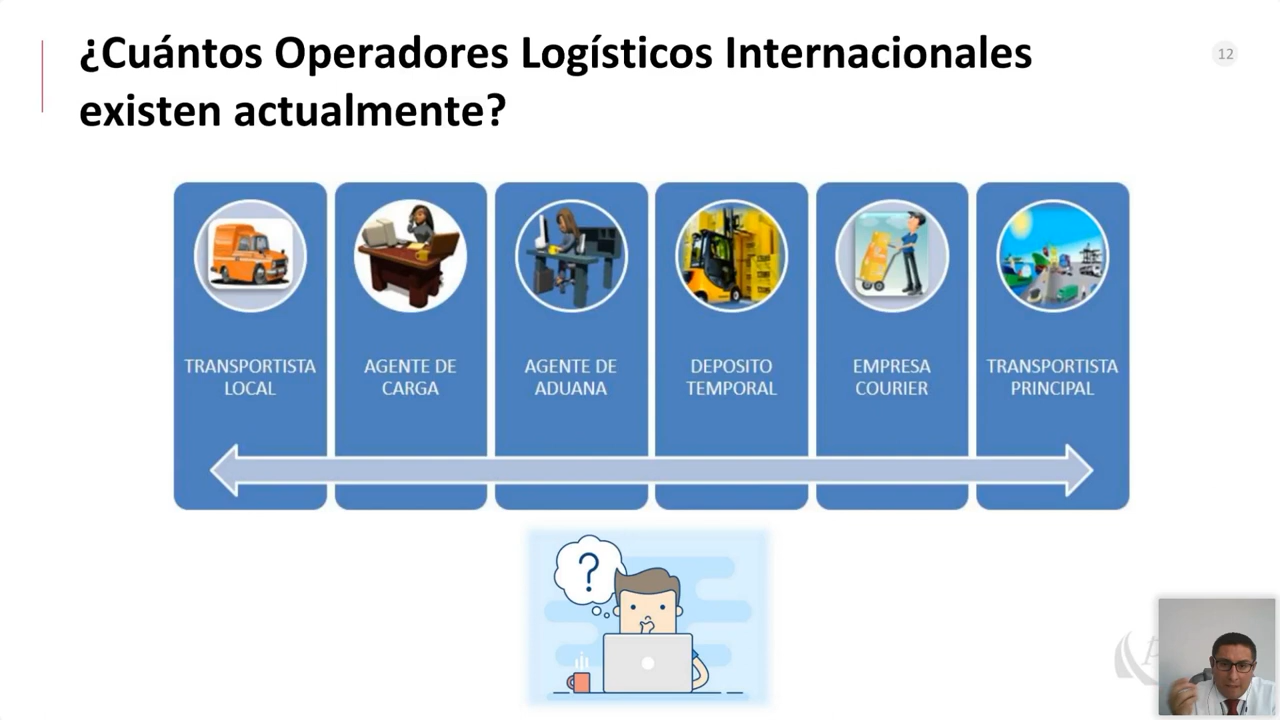 ¿Cuántos Operadores Logísticos Internacionales
existen actualmente?
12
TRANSPORTISTA
LOCAL
AGENTE DE
CARGA
AGENTE DE
ADUANA
DEPOSITO
TEMPORAL
EMPRESA
COURIER
TRANSPORTISTA
PRINCIPAL
?